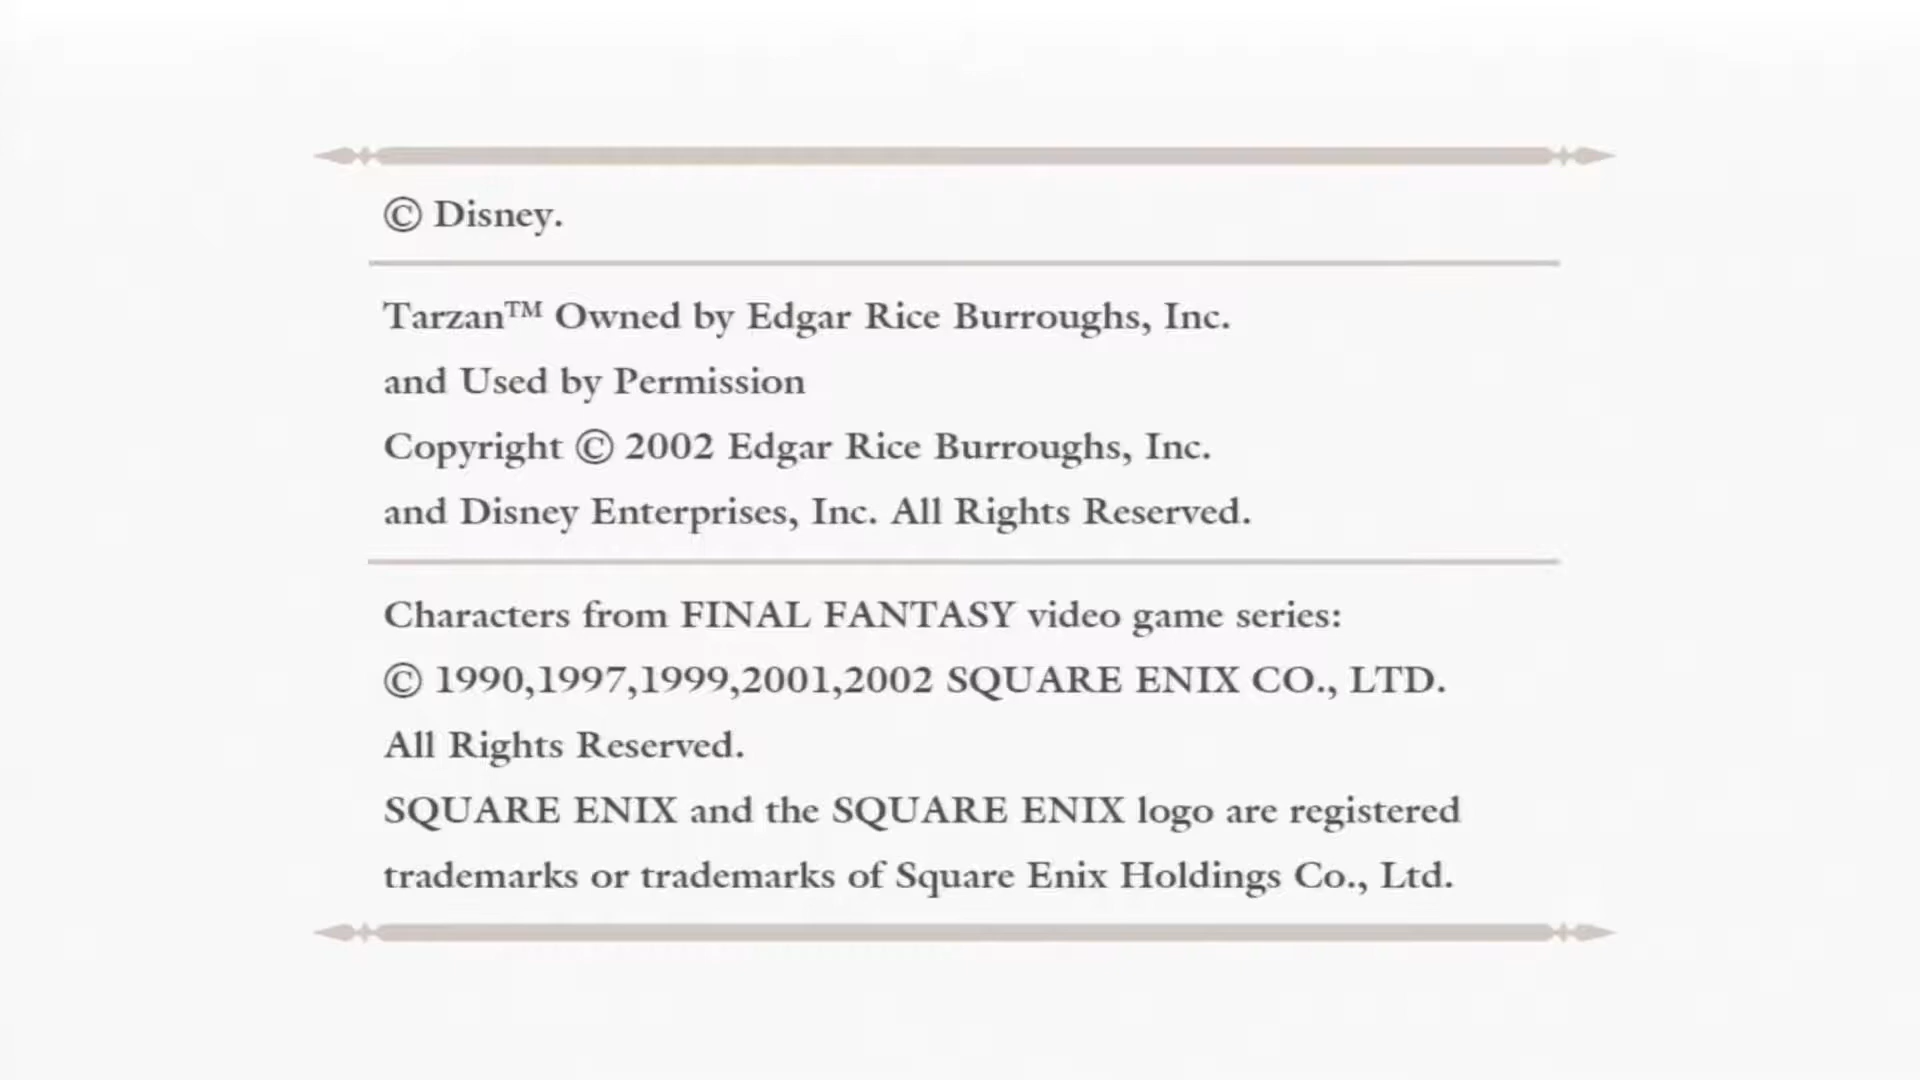 © Disney.
Tarzan™ Owned by Edgar Rice Burroughs, Inc.
and Used by Permission
Copyright © 2002 Edgar Rice Burroughs, Inc.
and Disney Enterprises, Inc. All Rights Reserved.
Characters from FINAL FANTASY video game series:
© 1990,1997,1999,2001,2002 SQUARE ENIX CO., LTD.
All Rights Reserved.
SQUARE ENIX and the SQUARE ENIX logo are registered
trademarks or trademarks of Square Enix Holdings Co., Ltd.